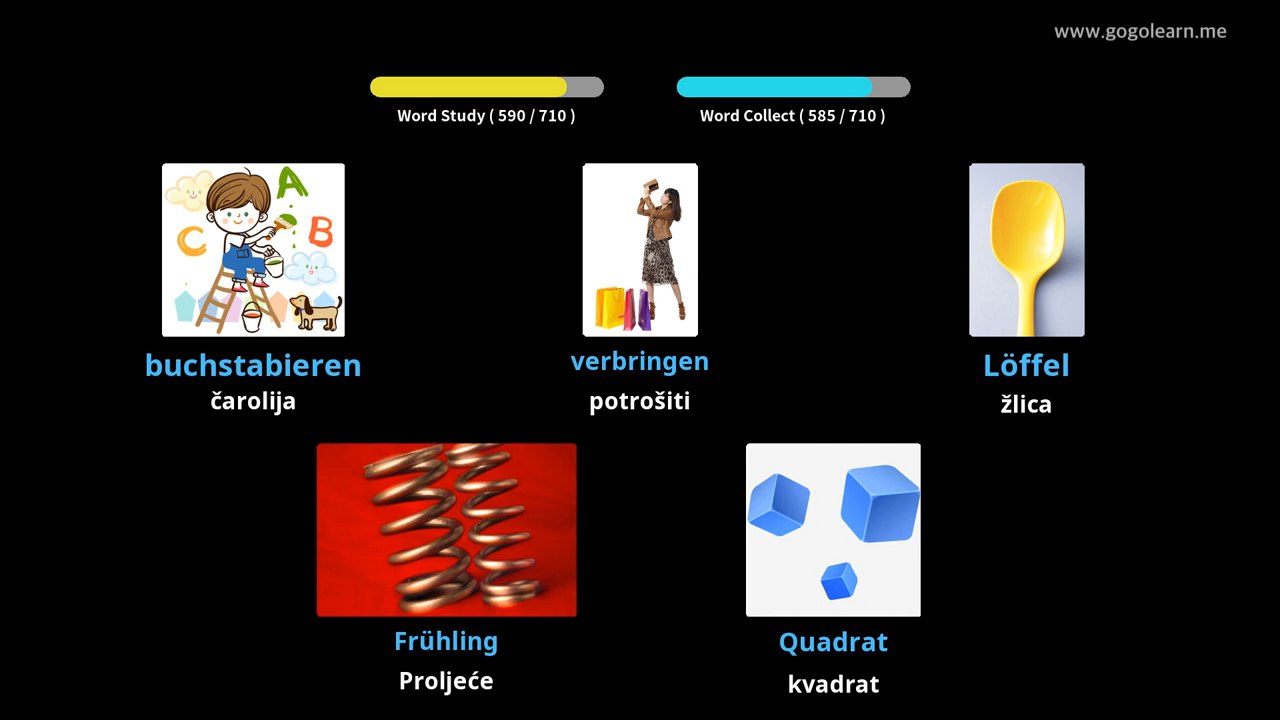 www.gogolearn.me
Word Study ( 590 / 710 )
Word Collect ( 585 / 710 )
A
B
C
buchstabieren
čarolija
verbringen
potrošiti
Löffel
žlica
Frühling
Proljeće
Quadrat
kvadrat